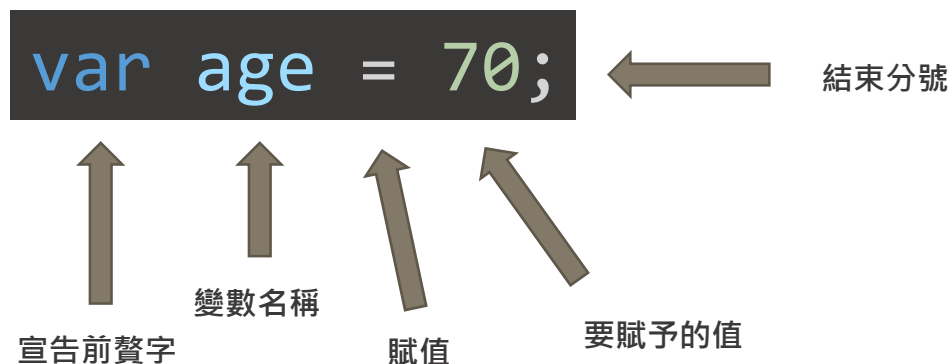 var age = 70;
結束分號
變數名稱
宣告前贅字
賦值
要賦予的值